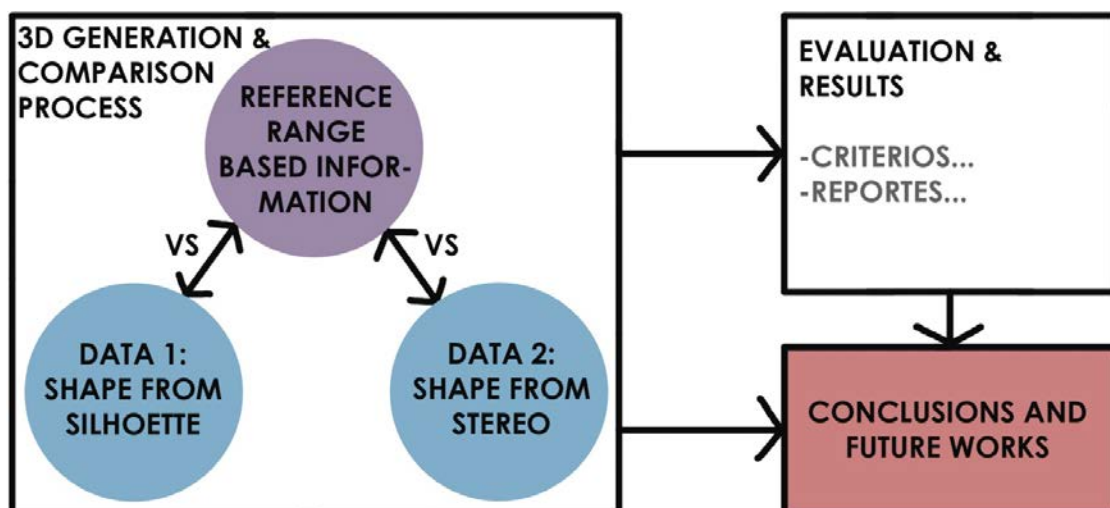 3D GENERATION &
COMPARISON
PROCESS
REFERENCE
RANGE
BASED INFOR-
MATION
VS
VS
DATA 1:
SHAPE FROM
SILHOETTE
DATA 2:
SHAPE FROM
STEREO
EVALUATION &
RESULTS
-CRITERIOS...
-REPORTES...
CONCLUSIONS AND
FUTURE WORKS